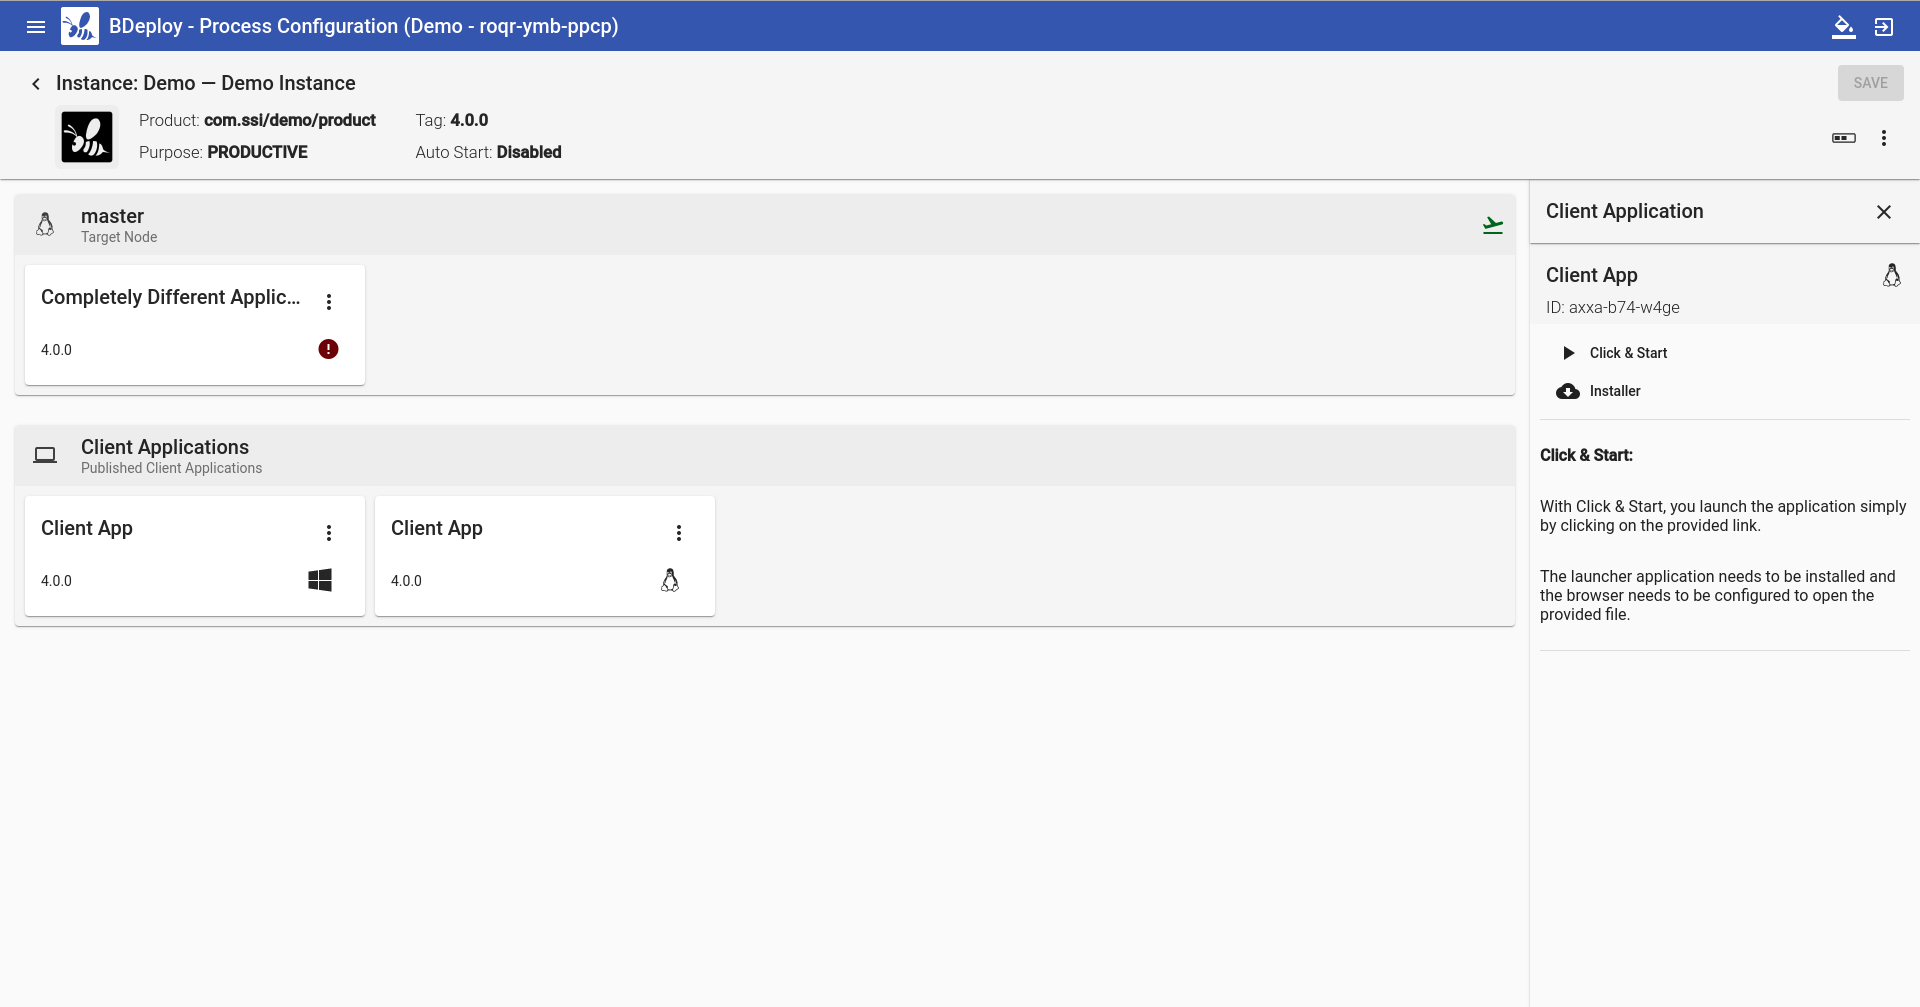 BDeploy - Process Configuration (Demo - roqr-ymb-ppcp)
Instance: Demo — Demo Instance
SAVE
Product: com.ssi/demo/product
Tag: 4.0.0
Purpose: PRODUCTIVE
Auto Start: Disabled
master
Target Node
Completely Different Applic...
4.0.0
Client Applications
Published Client Applications
Client App
4.0.0
Client App
4.0.0
Client Application
Client App
ID: axxa-b74-w4ge
Click & Start
Installer
Click & Start:
With Click & Start, you launch the application simply
by clicking on the provided link.
The launcher application needs to be installed and
the browser needs to be configured to open the
provided file.